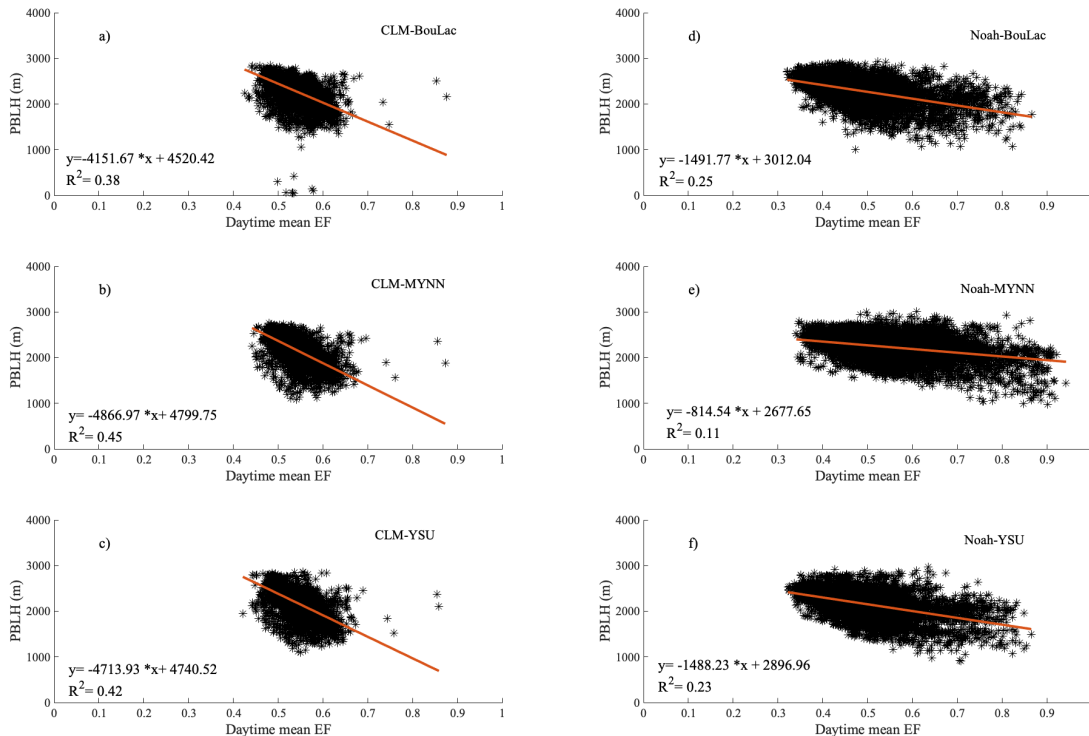 a)
CLM-BouLac
PBLH (m)
4000
3000
2000
1000
0
y=-4151.67 *x + 4520.42
R²= 0.38
0 0.1 0.2 0.3 0.4 0.5 0.6 0.7 0.8 0.9 1
Daytime mean EF
d)
Noah-BouLac
PBLH (m)
4000
3000
2000
1000
0
y= -1491.77 *x + 3012.04
R²= 0.25
0 0.1 0.2 0.3 0.4 0.5 0.6 0.7 0.8 0.9
Daytime mean EF
b)
CLM-MYNN
PBLH (m)
4000
3000
2000
1000
0
y= -4866.97 *x+ 4799.75
R²= 0.45
0 0.1 0.2 0.3 0.4 0.5 0.6 0.7 0.8 0.9 1
Daytime mean EF
e)
Noah-MYNN
PBLH (m)
4000
3000
2000
1000
0
y= -814.54 *x + 2677.65
R²= 0.11
0 0.1 0.2 0.3 0.4 0.5 0.6 0.7 0.8 0.9
Daytime mean EF
c)
CLM-YSU
PBLH (m)
4000
3000
2000
1000
0
y= -4713.93 *x+ 4740.52
R²= 0.42
0 0.1 0.2 0.3 0.4 0.5 0.6 0.7 0.8 0.9 1
Daytime mean EF
f)
Noah-YSU
PBLH (m)
4000
3000
2000
1000
0
y= -1488.23 *x + 2896.96
R²= 0.23
0 0.1 0.2 0.3 0.4 0.5 0.6 0.7 0.8 0.9
Daytime mean EF